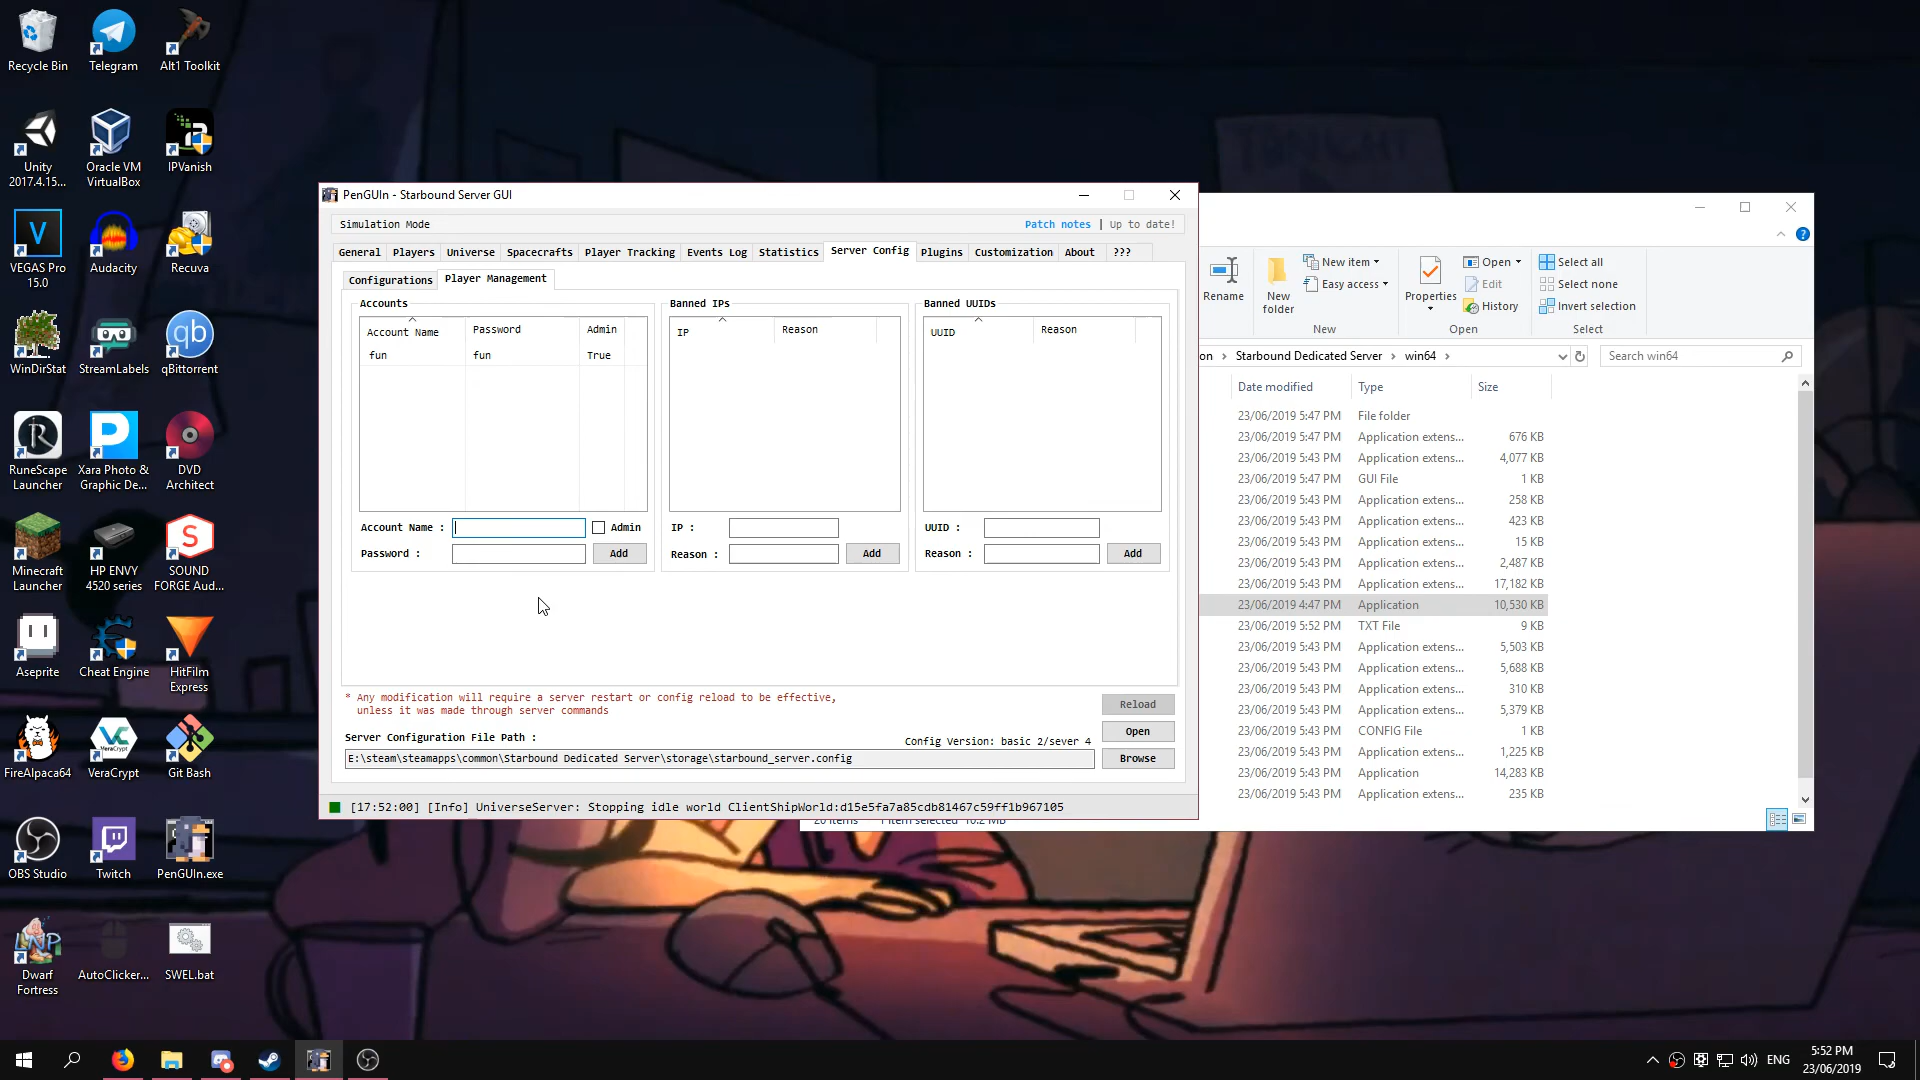 Recycle Bin
Telegram
Alt1 Toolkit
Unity
2017.4.15...
Oracle VM
VirtualBox
IPVanish
VEGAS Pro
15.0
Audacity
Recuva
WinDirStat
StreamLabels
qBittorrent
RuneScape
Launcher
Xara Photo &
Graphic De...
DVD
Architect
Minecraft
Launcher
HP ENVY
4520 series
SOUND
FORGE Aud...
Aseprite
Cheat Engine
HitFilm
Express
FireAlpaca64
VeraCrypt
Git Bash
OBS Studio
Twitch
PenGUIn.exe
Dwarf
Fortress
AutoClicker...
SWEL.bat
TONIGHT
PenGUIn - Starbound Server GUI
Simulation Mode
Patch notes | Up to date!
General Players Universe Spacecrafts Player Tracking Events Log Statistics Server Config Plugins Customization About ???
Configurations Player Management
Accounts
Account Name Password Admin
fun fun True
Account Name :
Admin
Password :
Add
Banned IPs
IP Reason
IP :
Reason :
Add
Banned UUIDs
UUID Reason
UUID :
Reason :
Add
* Any modification will require a server restart or config reload to be effective,
unless it was made through server commands
Reload
Server Configuration File Path :
Config Version: basic 2/sever 4
Open
E:\steam\steamapps\common\Starbound Dedicated Server\storage\starbound_server.config
Browse
[17:52:00] [Info] UniverseServer: Stopping idle world ClientShipWorld:d15e5fa7a85cdb81467c59ff1b967105
Rename
New
folder
New item
Easy access
New
Properties
Open
Edit
History
Open
Select all
Select none
Invert selection
Select
on > Starbound Dedicated Server > win64 >
Search win64
Date modified Type Size
23/06/2019 5:47 PM File folder
23/06/2019 5:47 PM Application extens... 676 KB
23/06/2019 5:43 PM Application extens... 4,077 KB
23/06/2019 5:47 PM GUI File 1 KB
23/06/2019 5:43 PM Application extens... 258 KB
23/06/2019 5:43 PM Application extens... 423 KB
23/06/2019 5:43 PM Application extens... 15 KB
23/06/2019 5:43 PM Application extens... 2,487 KB
23/06/2019 5:43 PM Application extens... 17,182 KB
23/06/2019 4:47 PM Application 10,530 KB
23/06/2019 5:52 PM TXT File 9 KB
23/06/2019 5:43 PM Application extens... 5,503 KB
23/06/2019 5:43 PM Application extens... 5,688 KB
23/06/2019 5:43 PM Application extens... 310 KB
23/06/2019 5:43 PM Application extens... 5,379 KB
23/06/2019 5:43 PM CONFIG File 1 KB
23/06/2019 5:43 PM Application extens... 1,225 KB
23/06/2019 5:43 PM Application 14,283 KB
23/06/2019 5:43 PM Application extens... 235 KB
20 items 1 item selected 10.2 MB
ENG
5:52 PM
23/06/2019